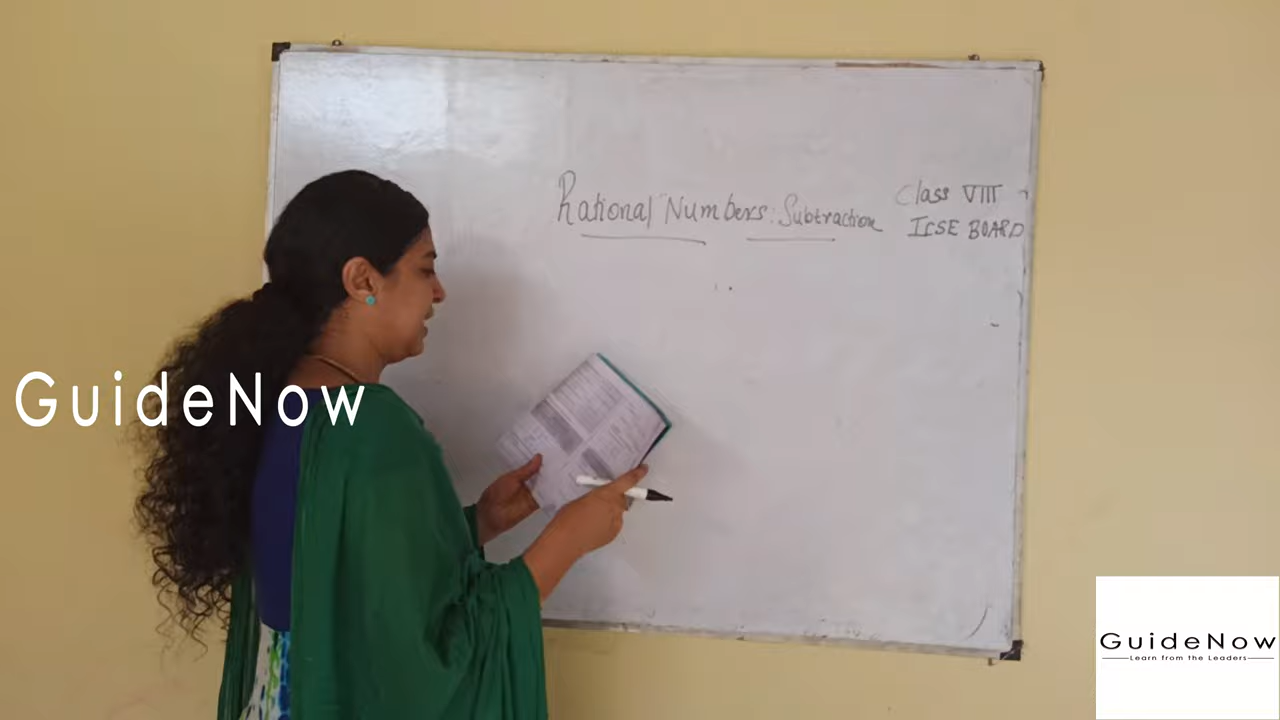 Rational Numbers: Subtraction
Class VIII
ICSE BOARD
GuideNow
GuideNow
Learn from the Leaders